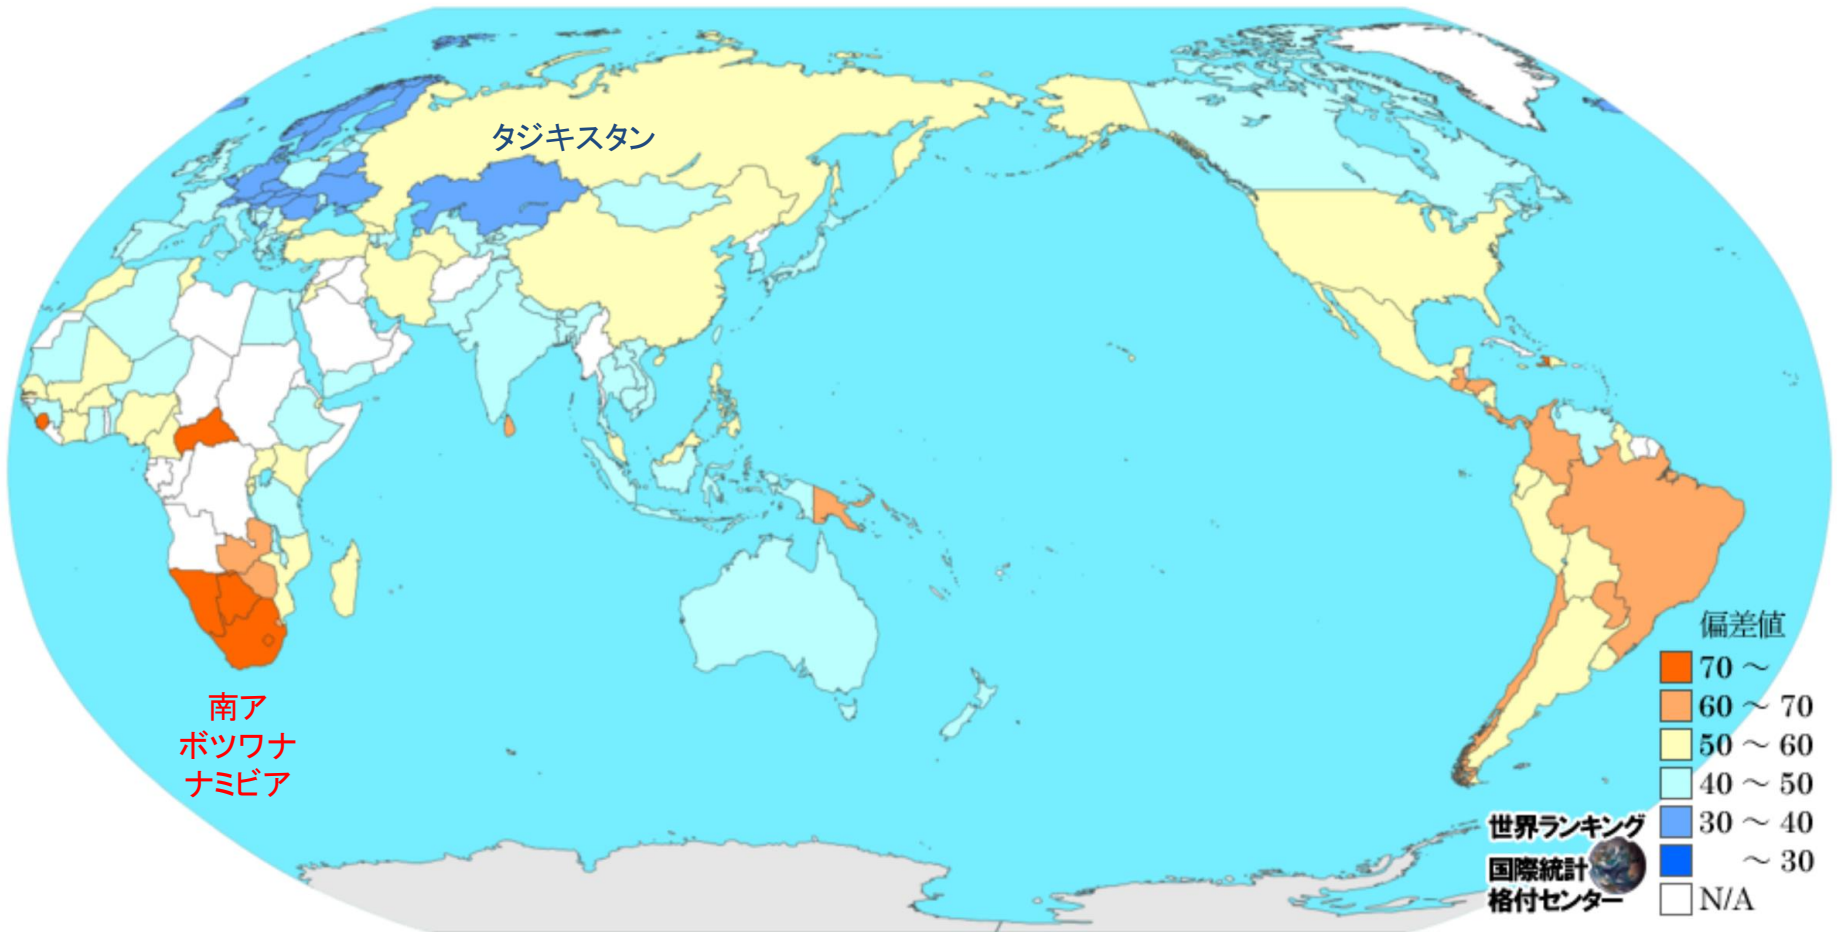 タジキスタン
南ア
ボツワナ
ナミビア
偏差値
70 ～
60 ～ 70
50 ～ 60
40 ～ 50
30 ～ 40
～ 30
N/A
世界ランキング
国際統計
格付センター